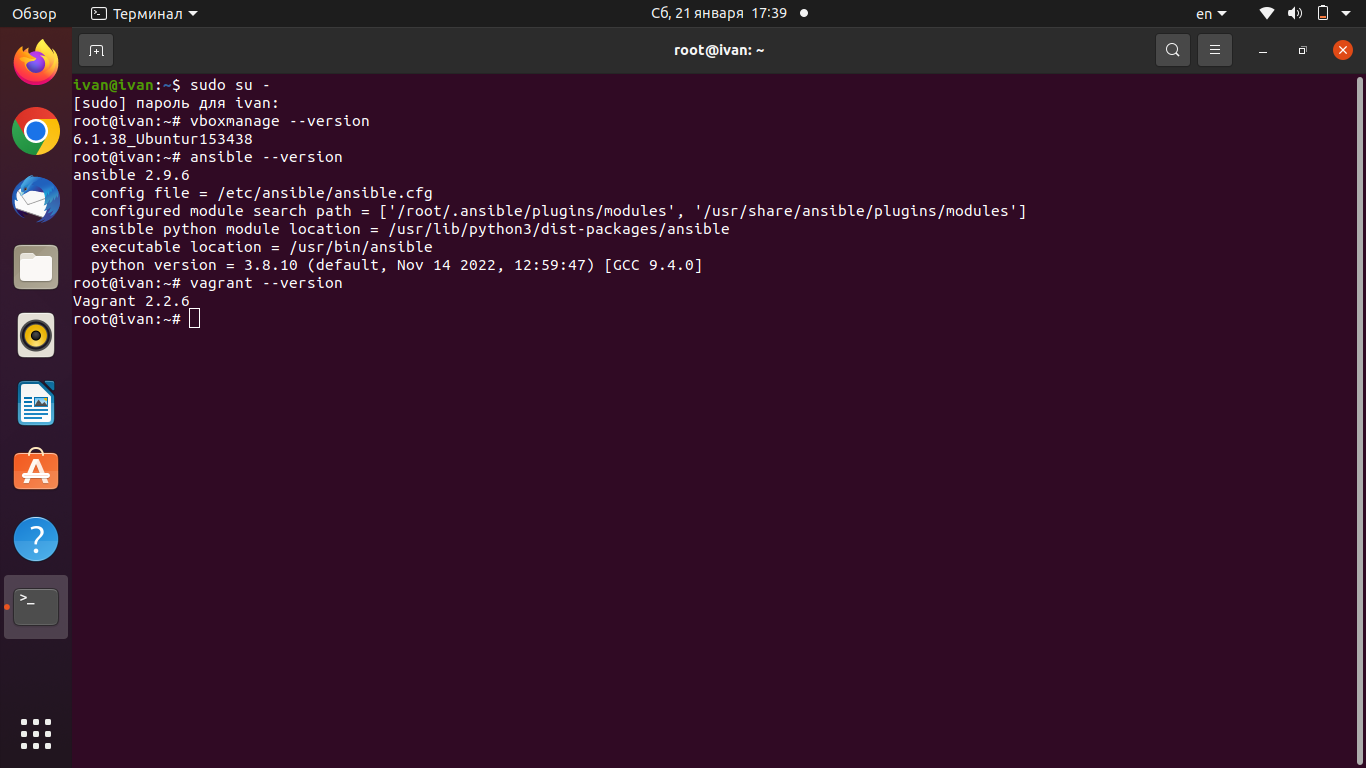 Обзор
Терминал
Сб, 21 января 17:39
en
root@ivan: ~
ivan@ivan:~$ sudo su -
[sudo] пароль для ivan:
root@ivan:~# vboxmanage --version
6.1.38_Ubuntur153438
root@ivan:~# ansible --version
ansible 2.9.6
  config file = /etc/ansible/ansible.cfg
  configured module search path = ['/root/.ansible/plugins/modules', '/usr/share/ansible/plugins/modules']
  ansible python module location = /usr/lib/python3/dist-packages/ansible
  executable location = /usr/bin/ansible
  python version = 3.8.10 (default, Nov 14 2022, 12:59:47) [GCC 9.4.0]
root@ivan:~# vagrant --version
Vagrant 2.2.6
root@ivan:~#